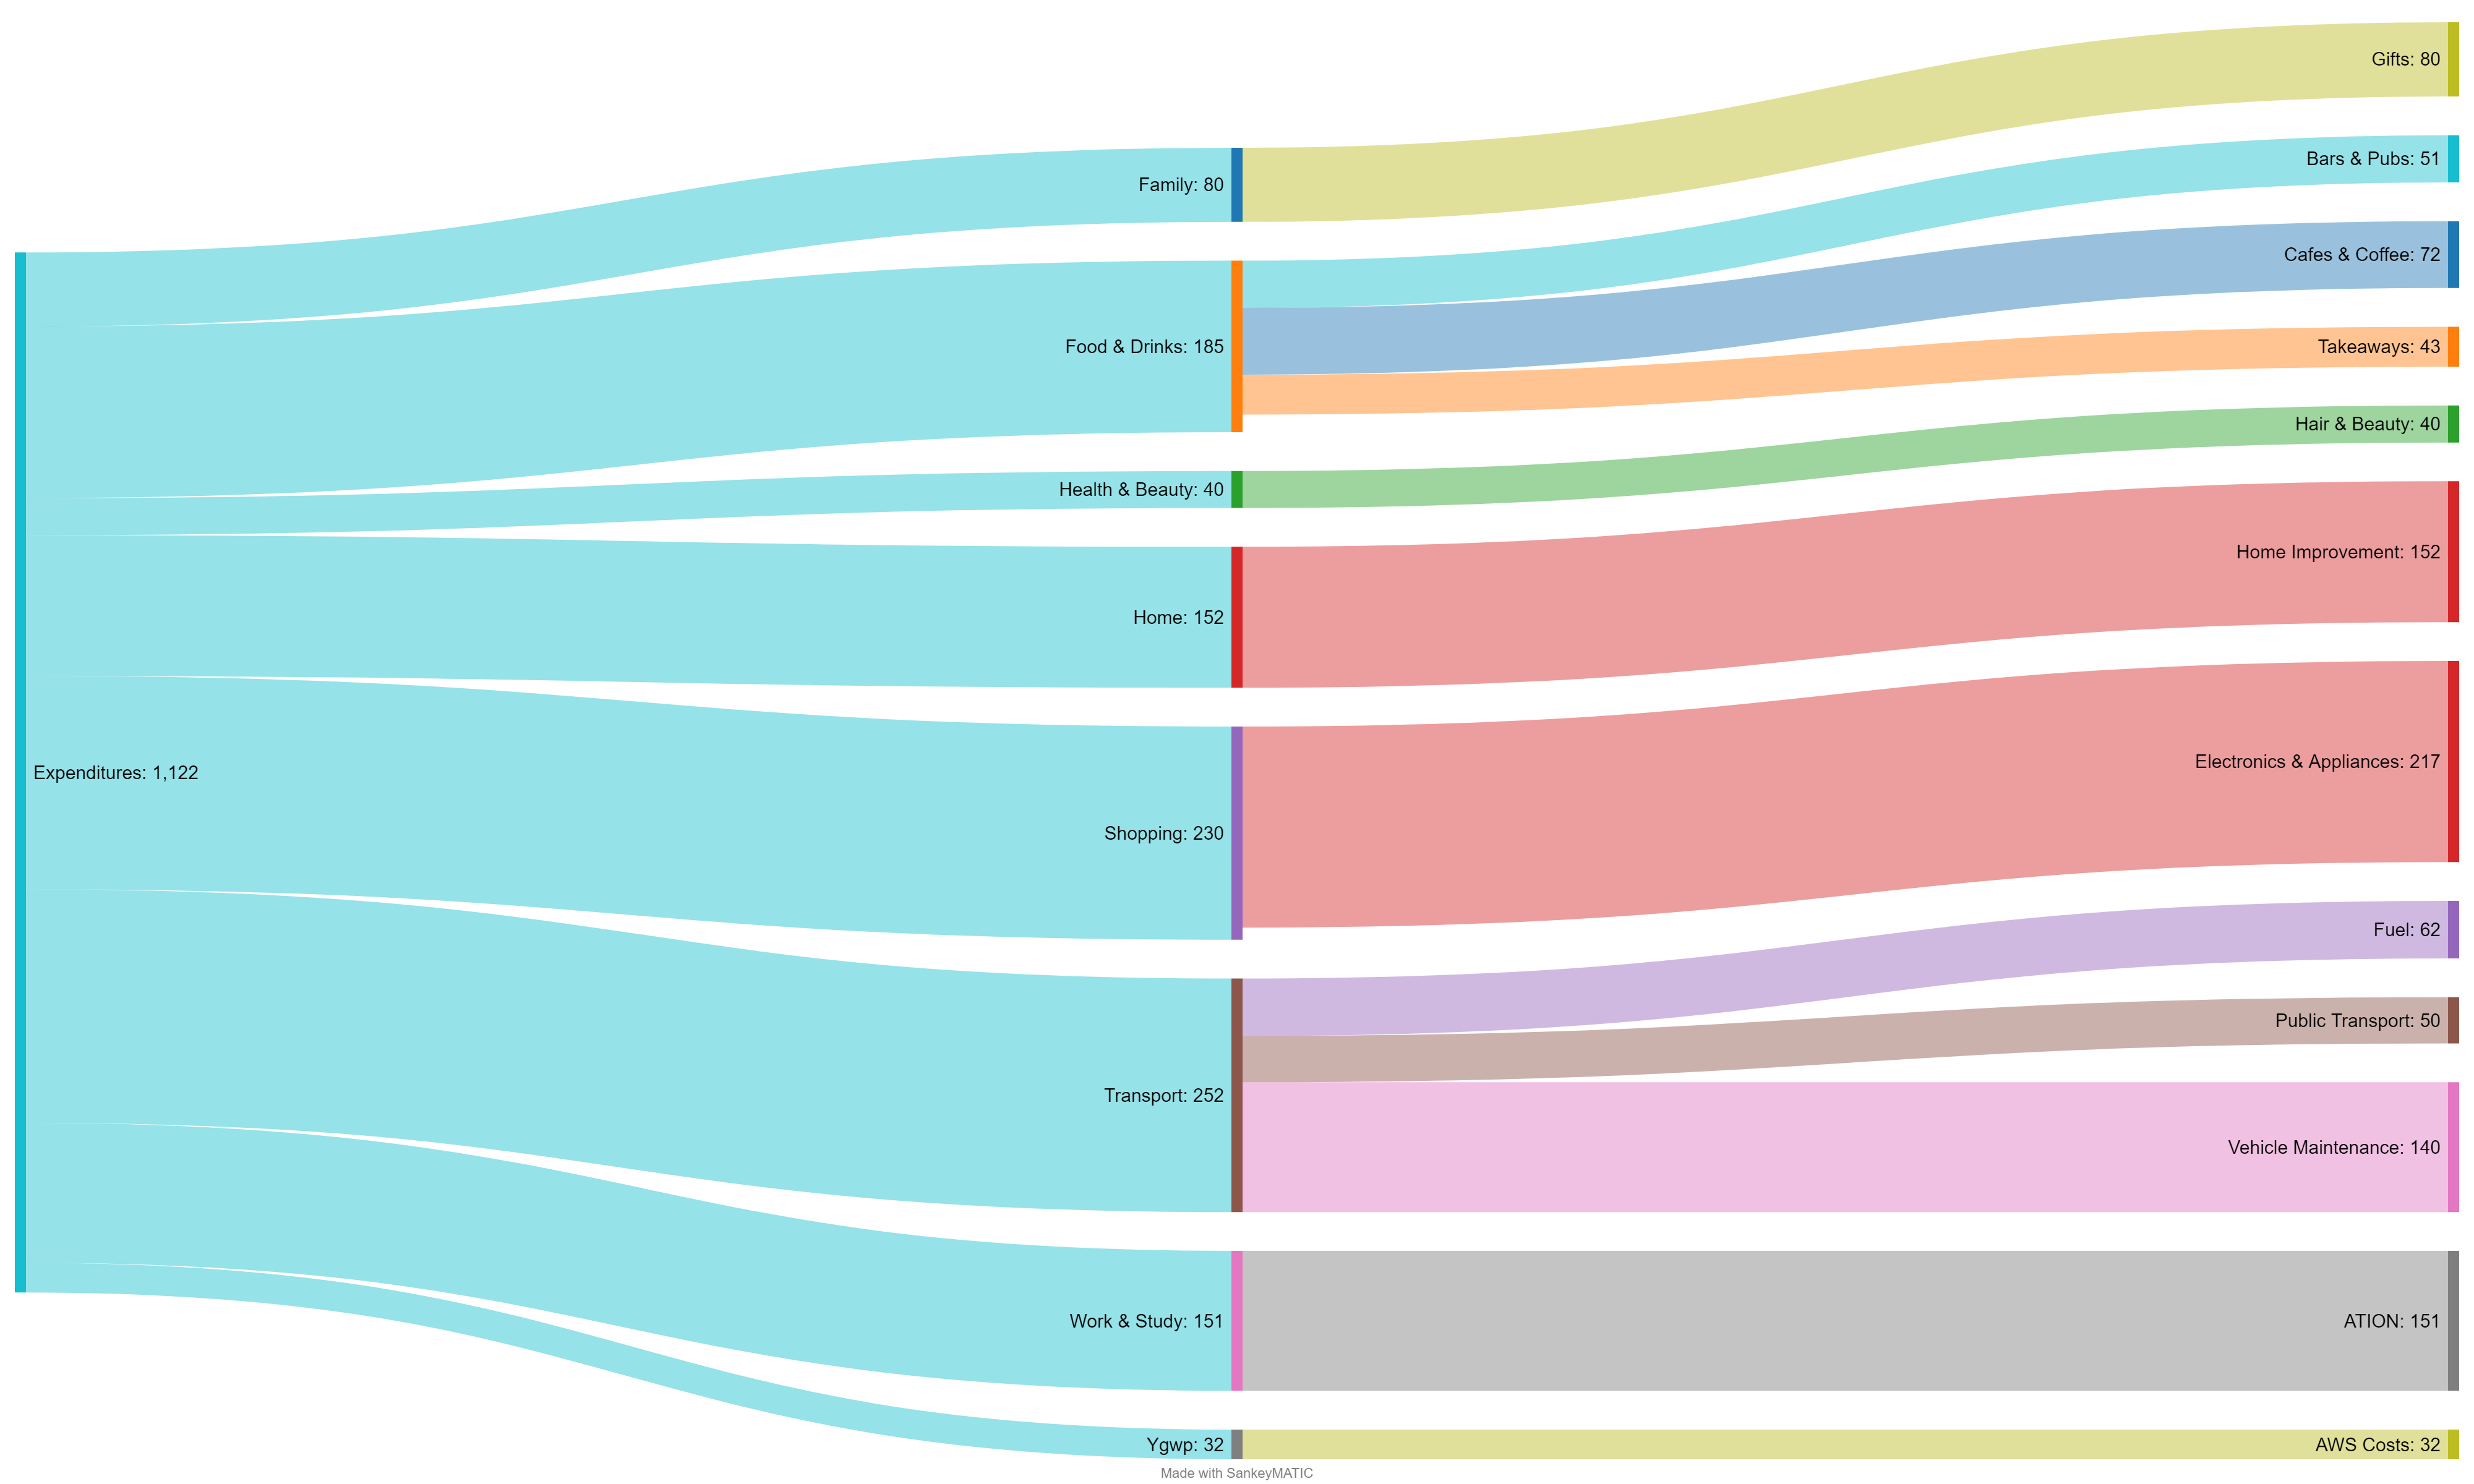 Expenditures: 1,122
Family: 80
Food & Drinks: 185
Health & Beauty: 40
Home: 152
Shopping: 230
Transport: 252
Work & Study: 151
Ygwp: 32
Gifts: 80
Bars & Pubs: 51
Cafes & Coffee: 72
Takeaways: 43
Hair & Beauty: 40
Home Improvement: 152
Electronics & Appliances: 217
Fuel: 62
Public Transport: 50
Vehicle Maintenance: 140
ATION: 151
AWS Costs: 32
Made with SankeyMATIC